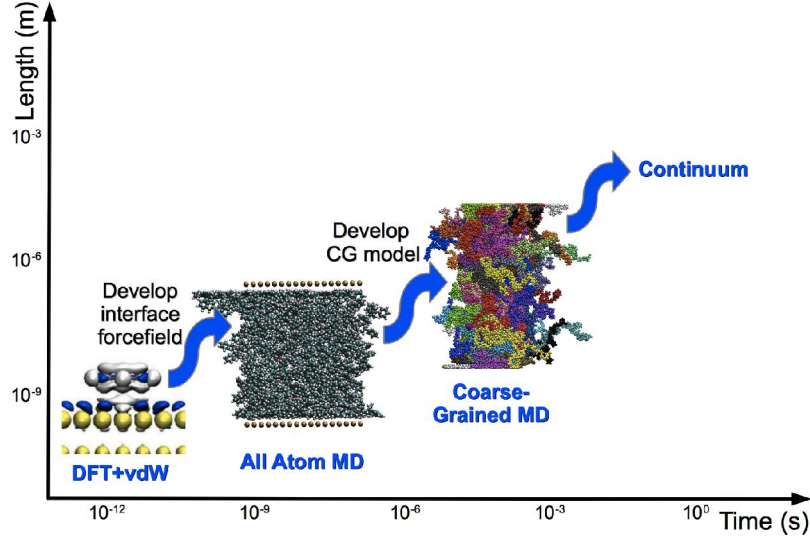 Length (m)
10-3
10-6
10-9
Develop
interface
forcefield
Develop
CG model
Continuum
DFT+vdW
All Atom MD
Coarse-
Grained MD
10-12
10-9
10-6
10-3
100
Time (s)